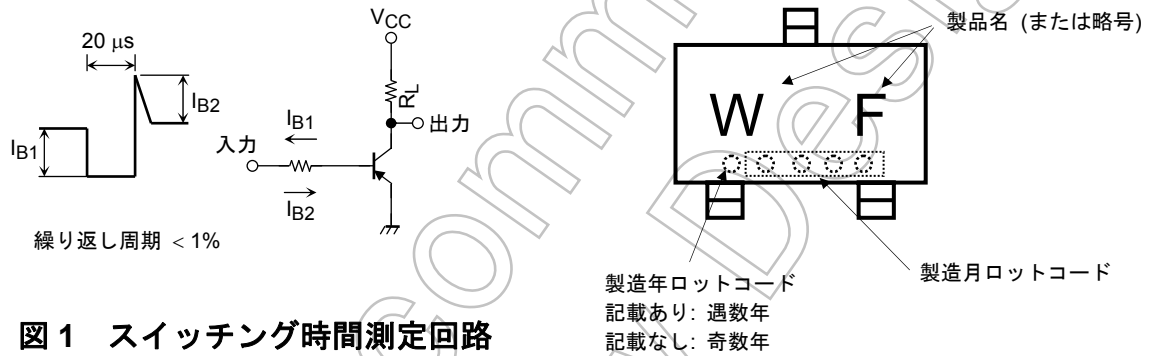 20 μs
IB1
IB2
繰り返し周期 < 1%
VCC
RL
出力
入力
IB1
IB2
図 1 スイッチング時間測定回路
製品名 (または略号)
W F
製造年ロットコード
記載あり: 遇数年
記載なし: 奇数年
製造月ロットコード